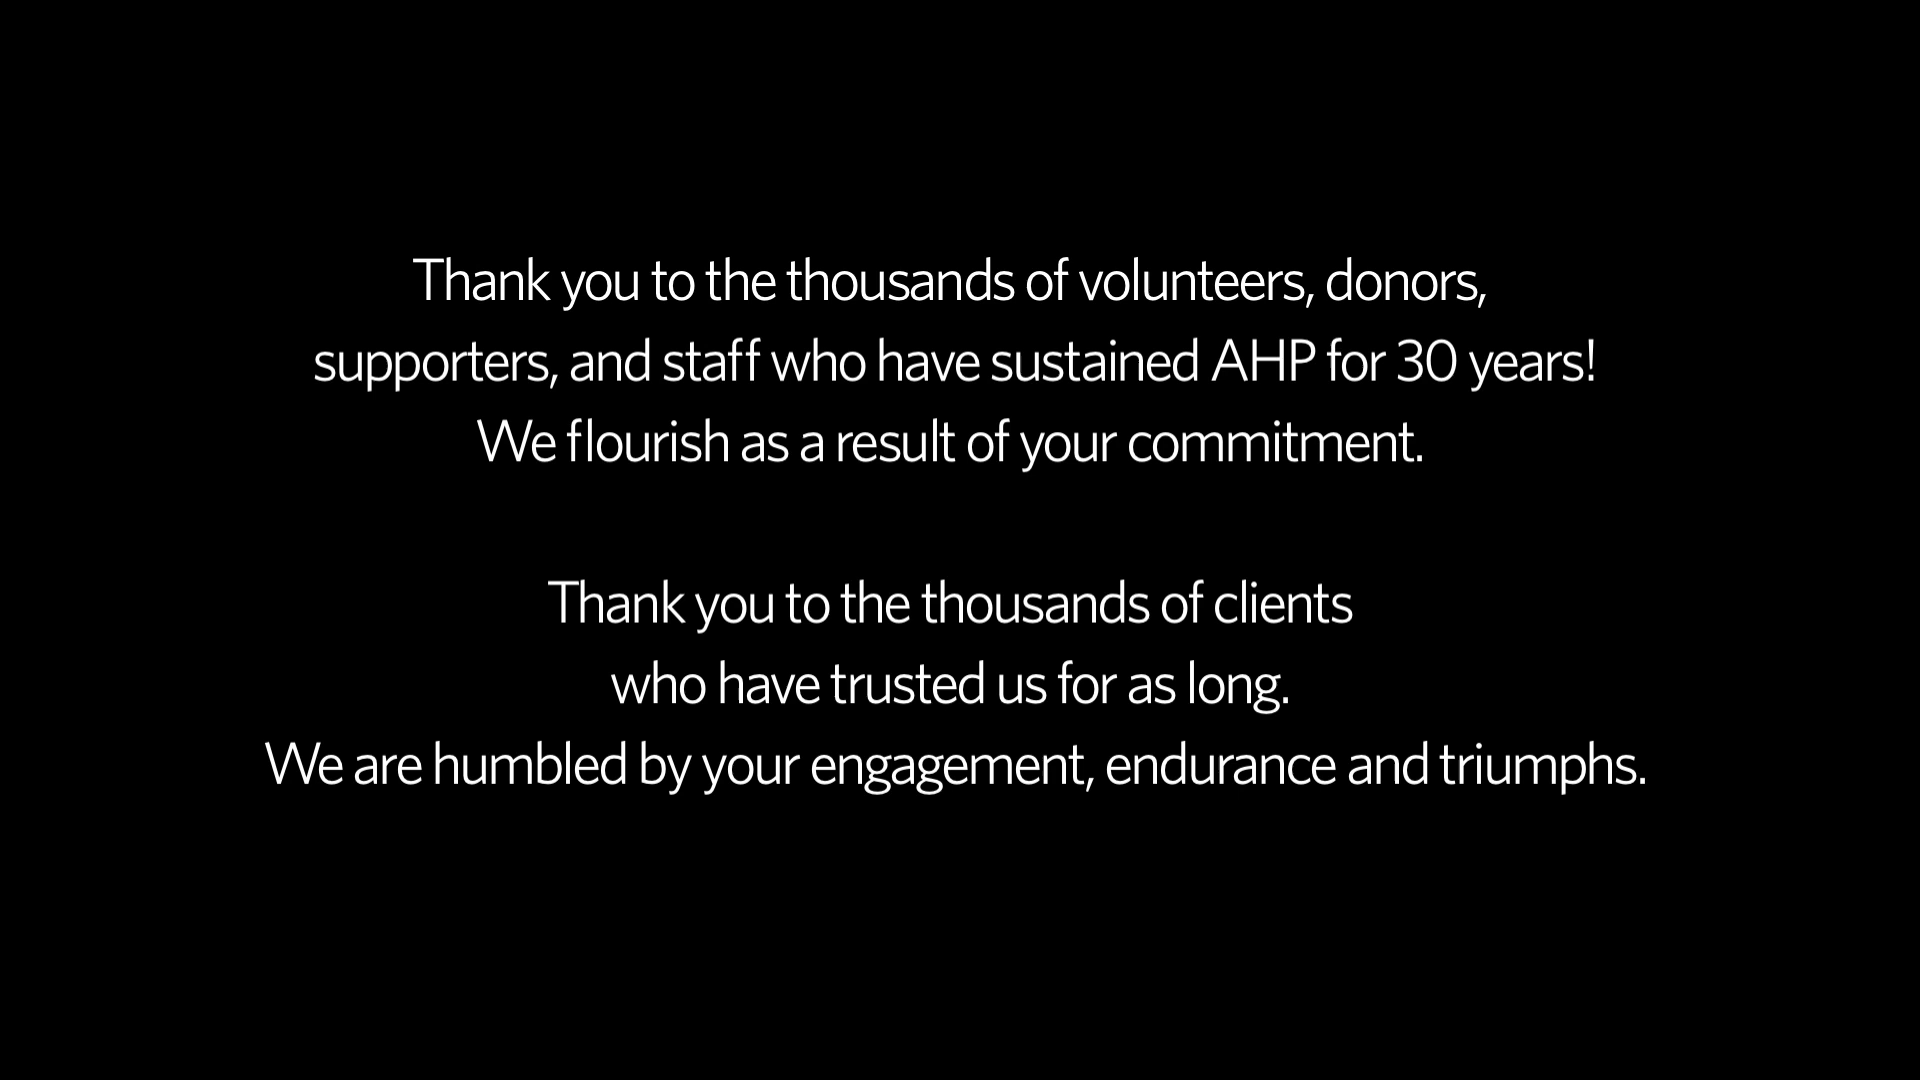 Thank you to the thousands of volunteers, donors,
supporters, and staff who have sustained AHP for 30 years!
We flourish as a result of your commitment.
Thank you to the thousands of clients
who have trusted us for as long.
We are humbled by your engagement, endurance and triumphs.